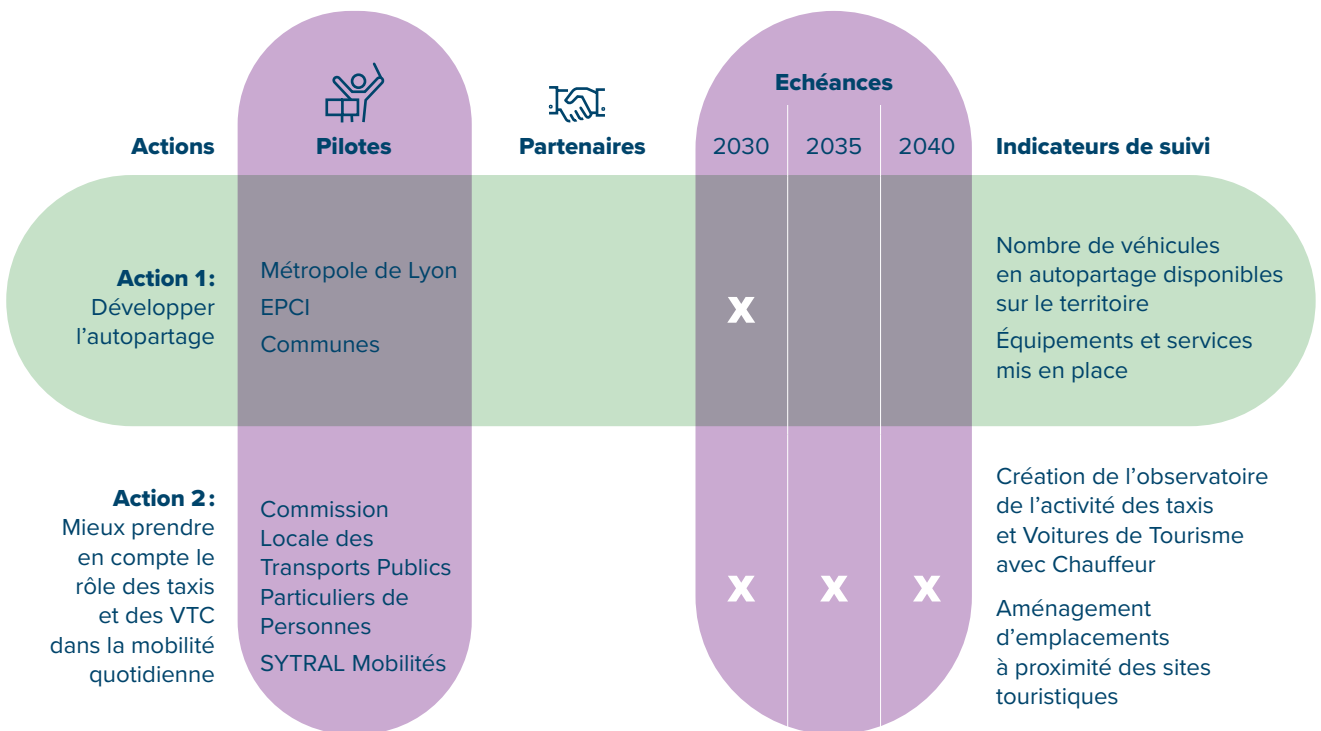 Echéances
Actions
Pilotes
Partenaires
2030
2035
2040
Indicateurs de suivi
Action 1 :
Développer
l’autopartage
Métropole de Lyon
EPCI
Communes
X
Nombre de véhicules
en autopartage disponibles
sur le territoire
Équipements et services
mis en place
Action 2 :
Mieux prendre
en compte le
rôle des taxis
et des VTC
dans la mobilité
quotidienne
Commission
Locale des
Transports Publics
Particuliers de
Personnes
SYTRAL Mobilités
X
X
X
Création de l’observatoire
de l’activité des taxis
et Voitures de Tourisme
avec Chauffeur
Aménagement
d’emplacements
à proximité des sites
touristiques